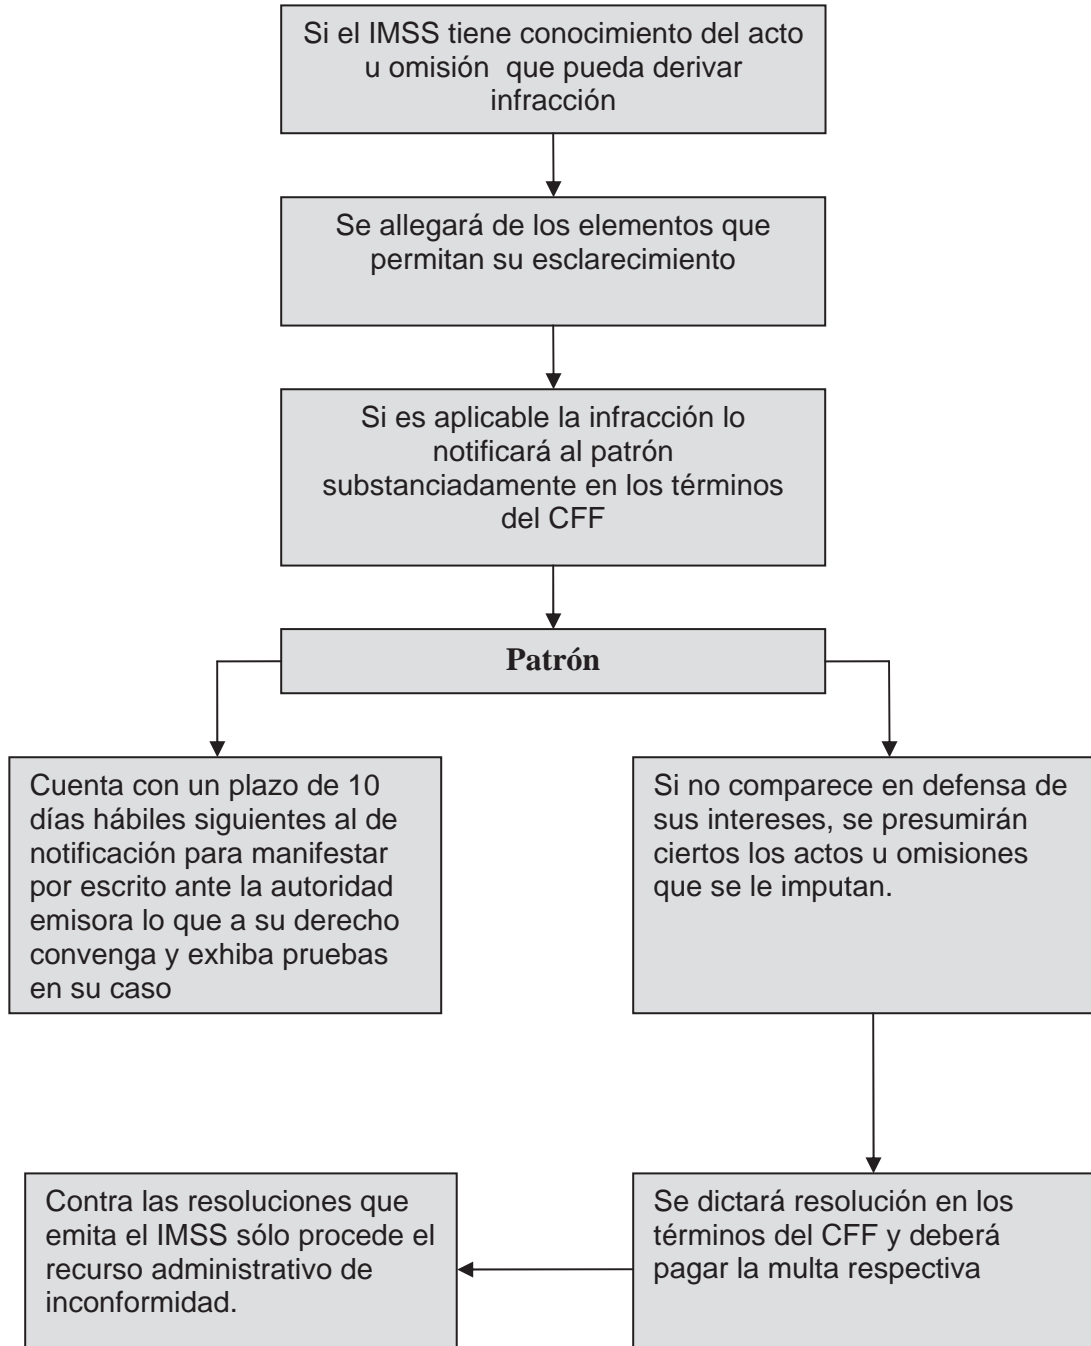 Si el IMSS tiene conocimiento del acto
u omisión que pueda derivar
infracción
Se allegará de los elementos que
permitan su esclarecimiento
Si es aplicable la infracción lo
notificará al patrón
substanciadamente en los términos
del CFF
Patrón
Cuenta con un plazo de 10
días hábiles siguientes al de
notificación para manifestar
por escrito ante la autoridad
emisora lo que a su derecho
convenga y exhiba pruebas
en su caso
Si no comparece en defensa de
sus intereses, se presumirán
ciertos los actos u omisiones
que se le imputan.
Contra las resoluciones que
emita el IMSS sólo procede el
recurso administrativo de
inconformidad.
Se dictará resolución en los
términos del CFF y deberá
pagar la multa respectiva